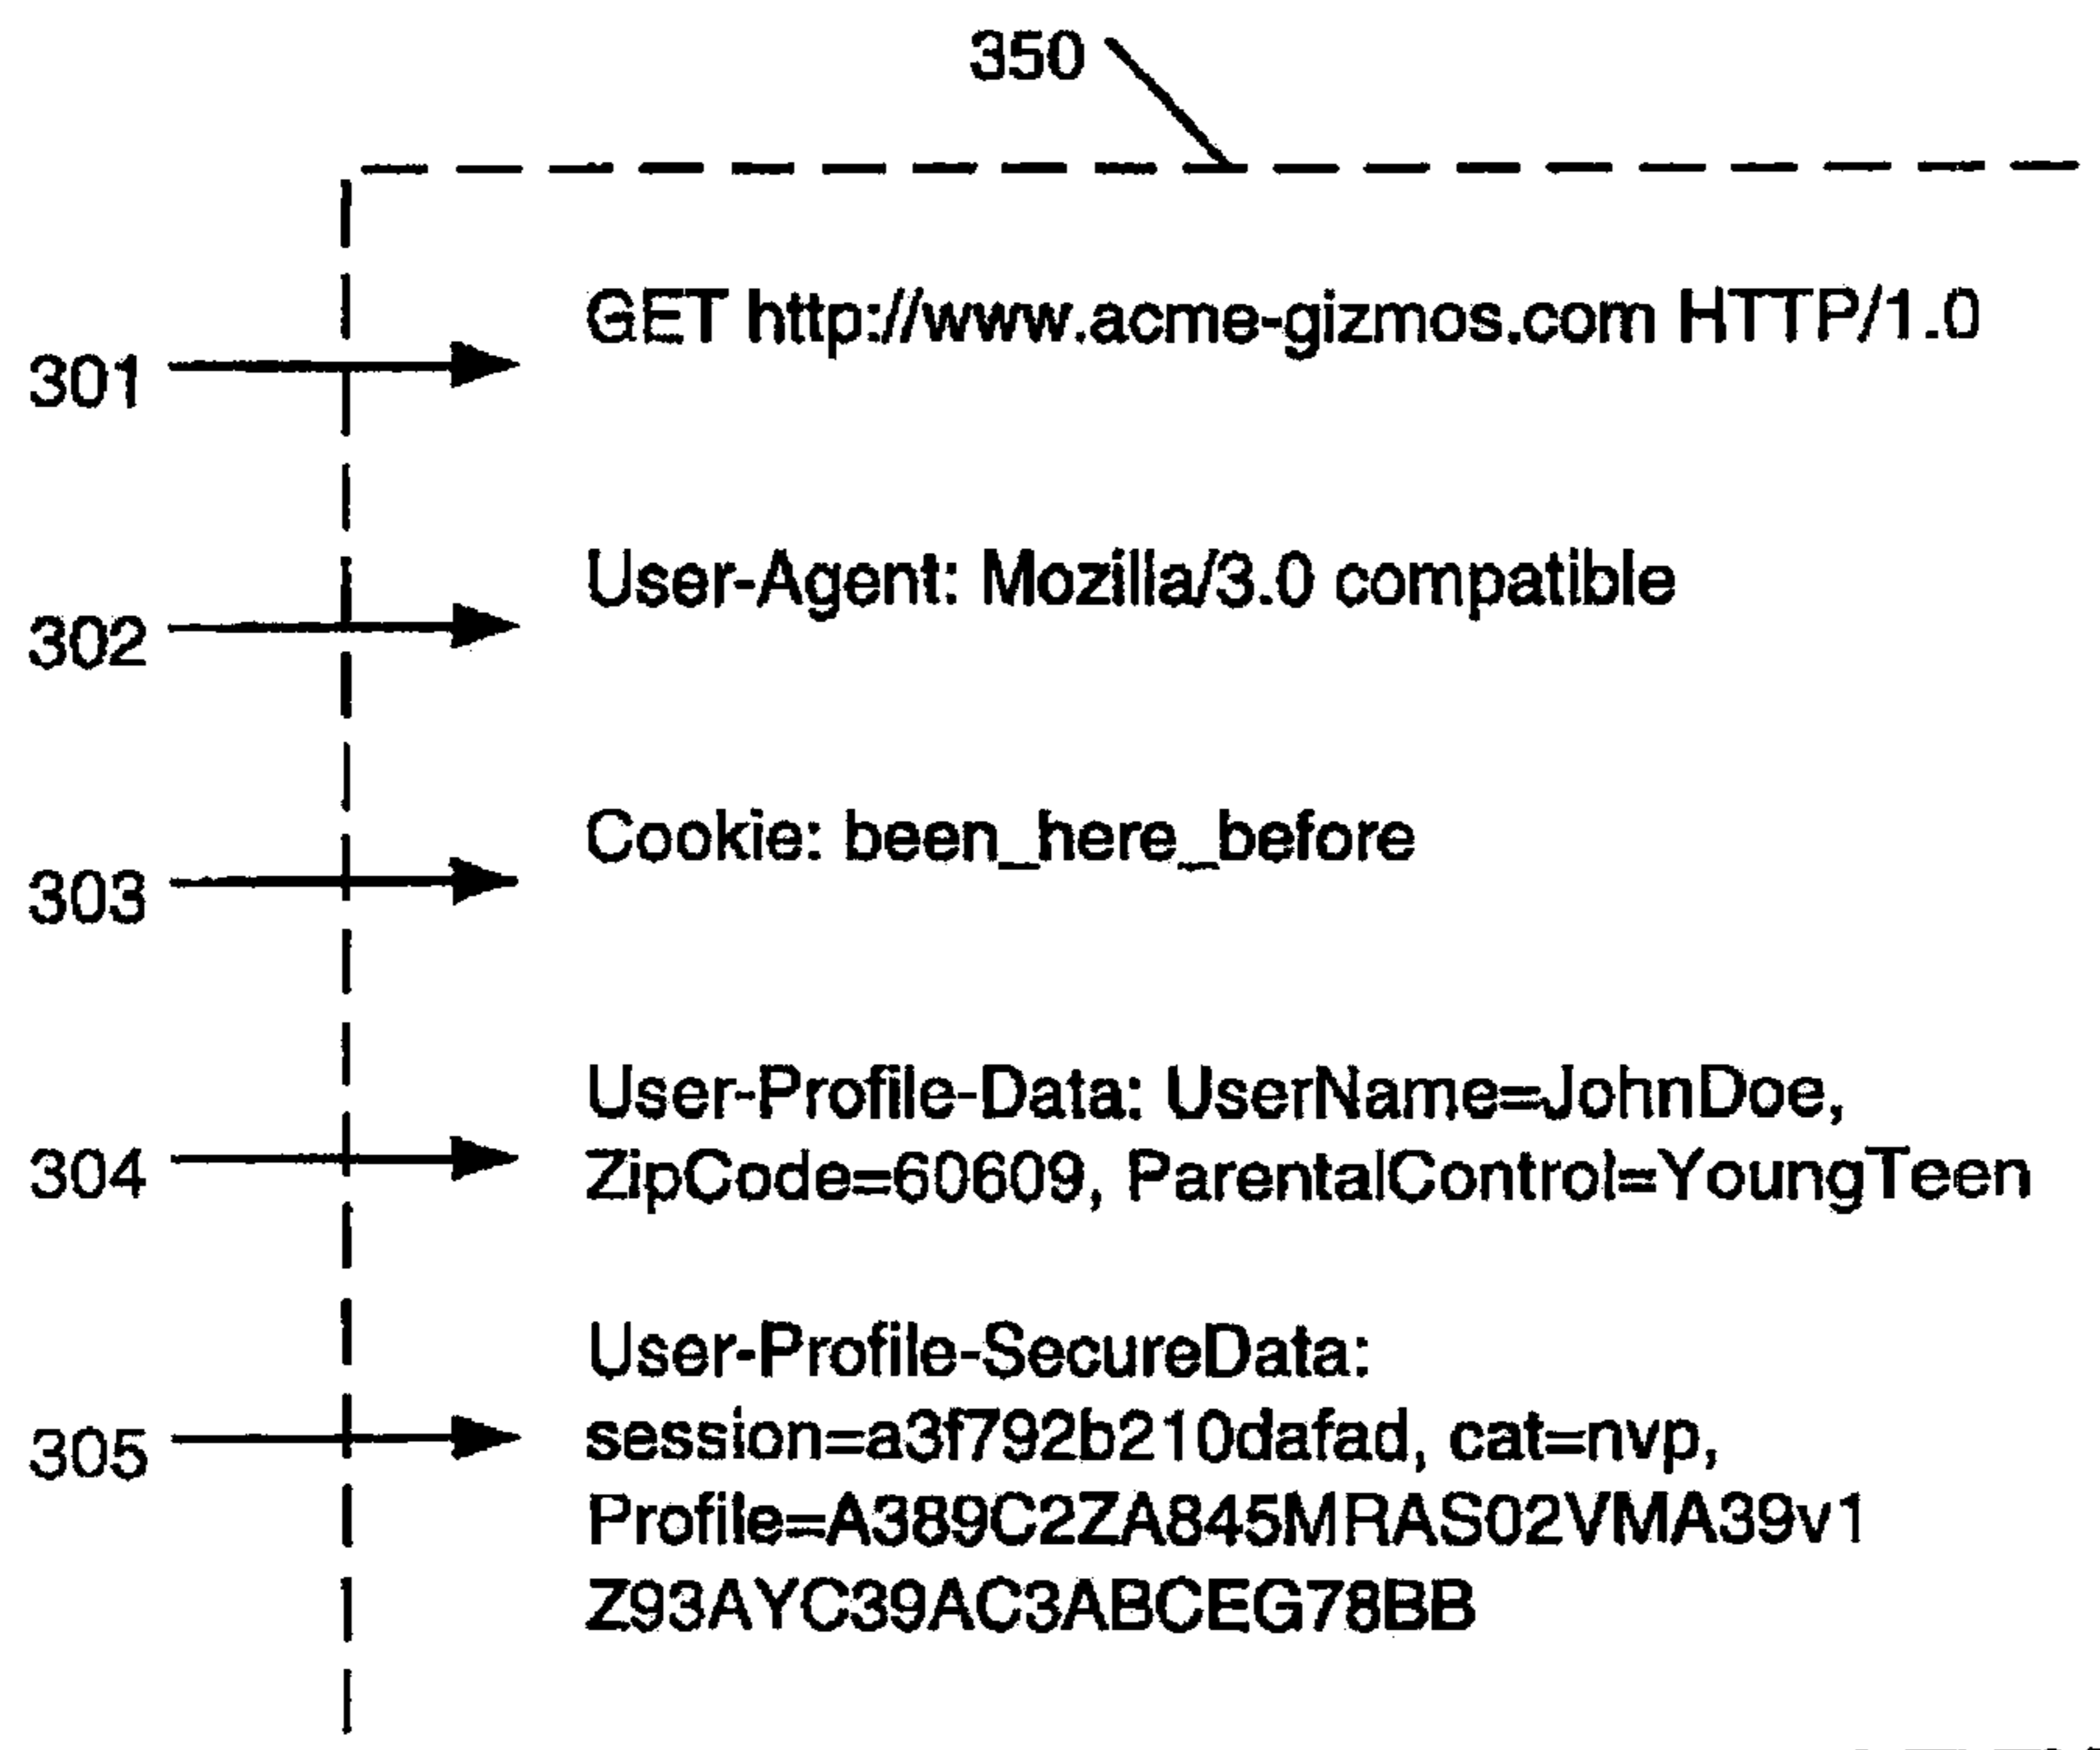 350
GET http://www.acme-gizmos.com HTTP/1.0
301
User-Agent: Mozilla/3.0 compatible
302
Cookie: been_here_before
303
User-Profile-Data: UserName=JohnDoe,
ZipCode=60609, ParentalControl=YoungTeen
304
User-Profile-SecureData:
session=a3f792b210dafad, cat=nvp,
305
Profile=A389C2ZA845MRAS02VMA39v1
Z93AYC39AC3ABCEG78BB